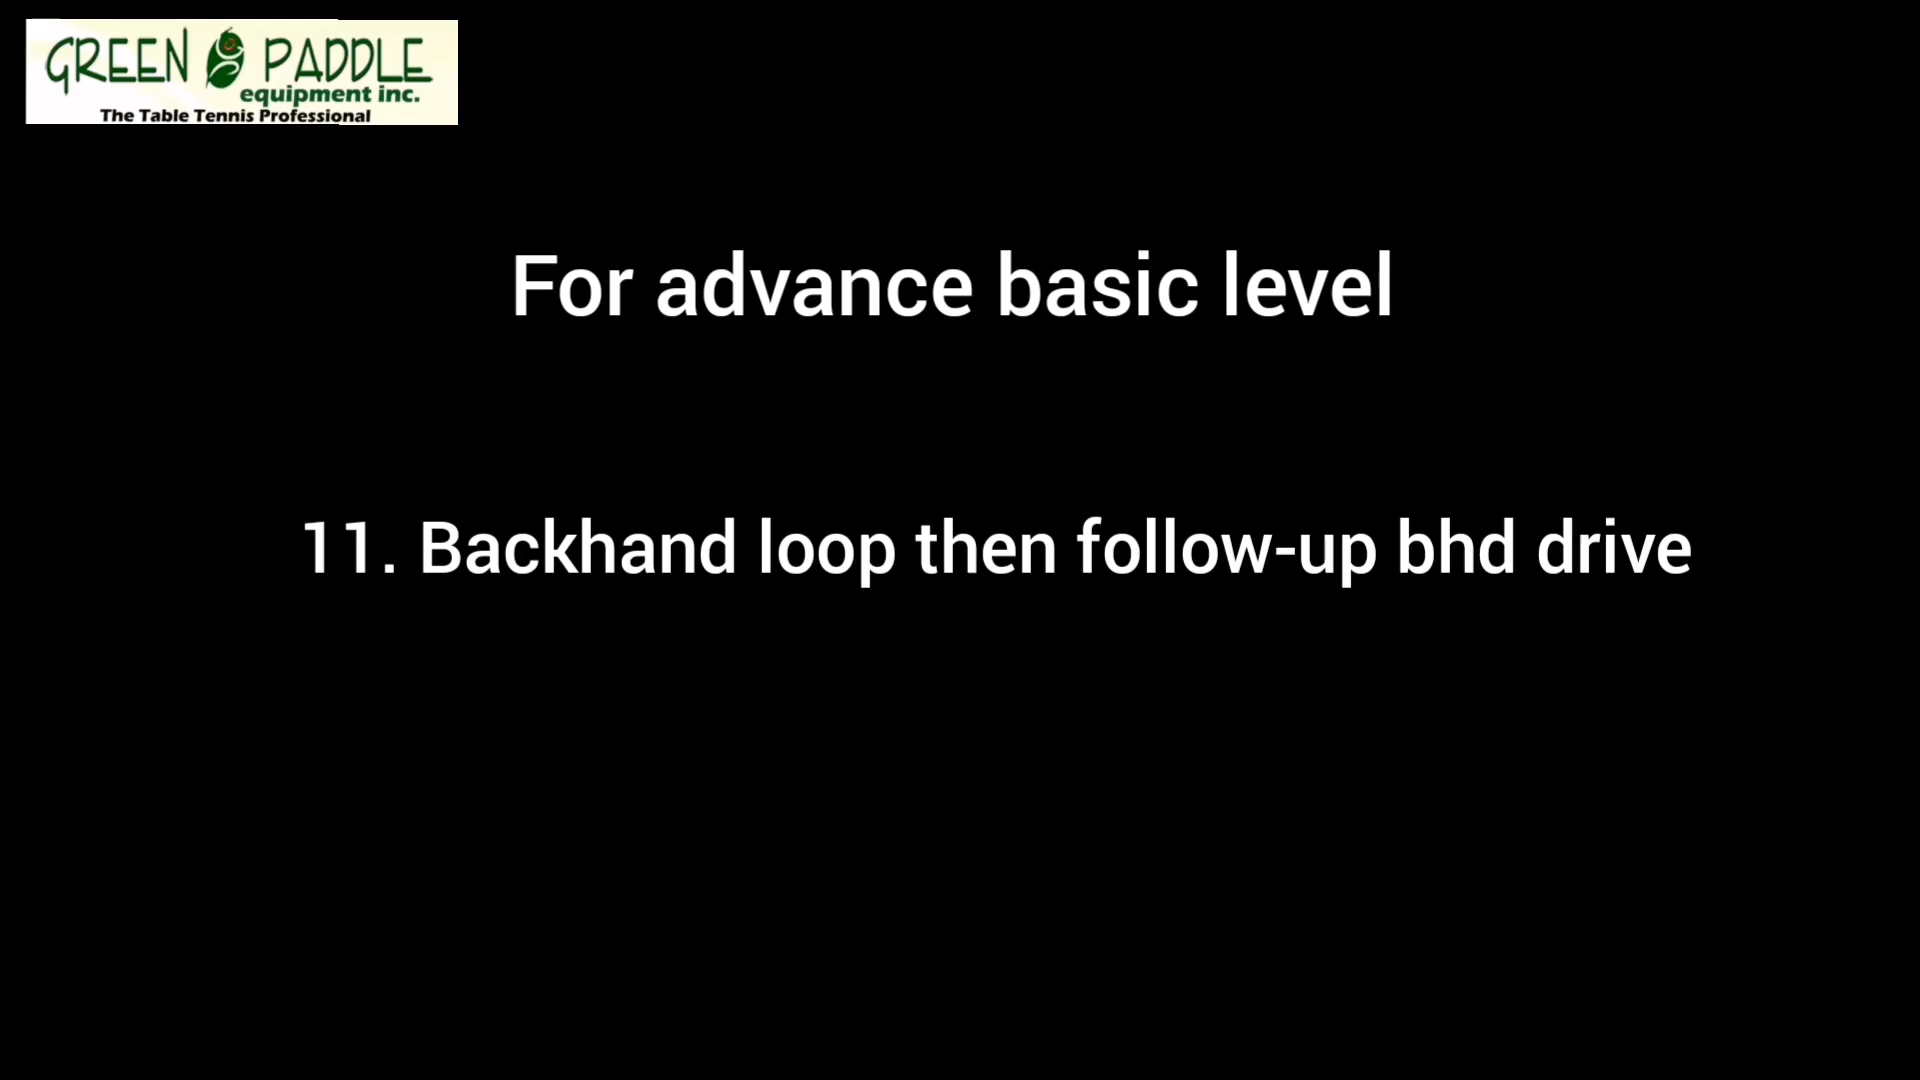 GREEN PADDLE
equipment inc.
The Table Tennis Professional
For advance basic level
11. Backhand loop then follow-up bhd drive